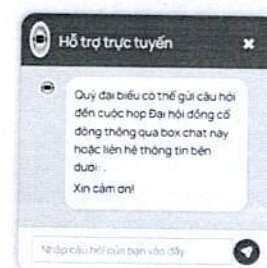 Hỗ trợ trực tuyến
Quý đại biểu có thể gửi câu hỏi
đến cuộc họp Đại hội đồng cổ
đông thông qua box chat này
hoặc liên hệ thông tin bên
dưới: .
Xin cảm ơn!
Nhập câu hỏi của bạn vào đây